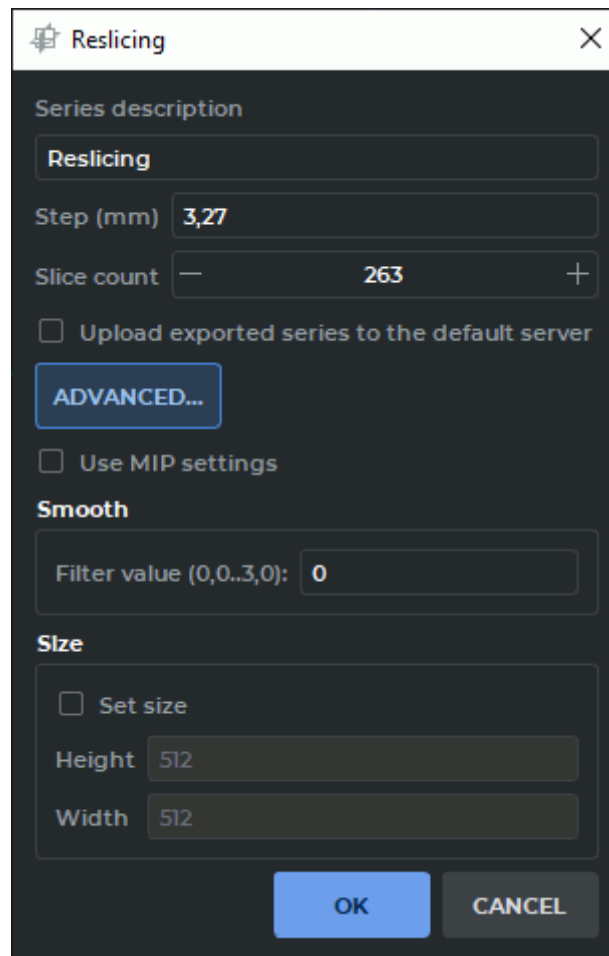 Reslicing
Series description
Reslicing
Step (mm) 3,27
Slice count — 263 +
Upload exported series to the default server
ADVANCED...
Use MIP settings
Smooth
Filter value (0,0..3,0): 0
SIze
Set size
Height 512
Width 512
OK CANCEL